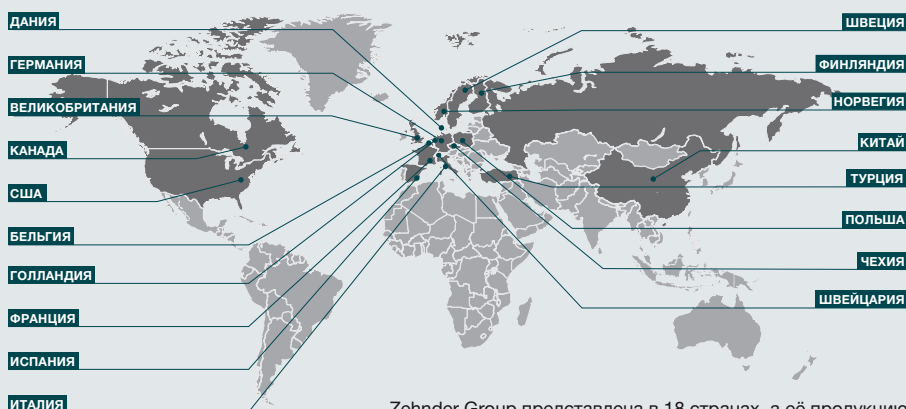 ДАНИЯ
ГЕРМАНИЯ
ВЕЛИКОБРИТАНИЯ
КАНАДА
США
БЕЛЬГИЯ
ГОЛЛАНДИЯ
ФРАНЦИЯ
ИСПАНИЯ
ИТАЛИЯ
ШВЕЦИЯ
ФИНЛЯНДИЯ
НОРВЕГИЯ
КИТАЙ
ТУРЦИЯ
ПОЛЬША
ЧЕХИЯ
ШВЕЙЦАРИЯ
Zehnder Group представлена в 18 странах, а её продукцию